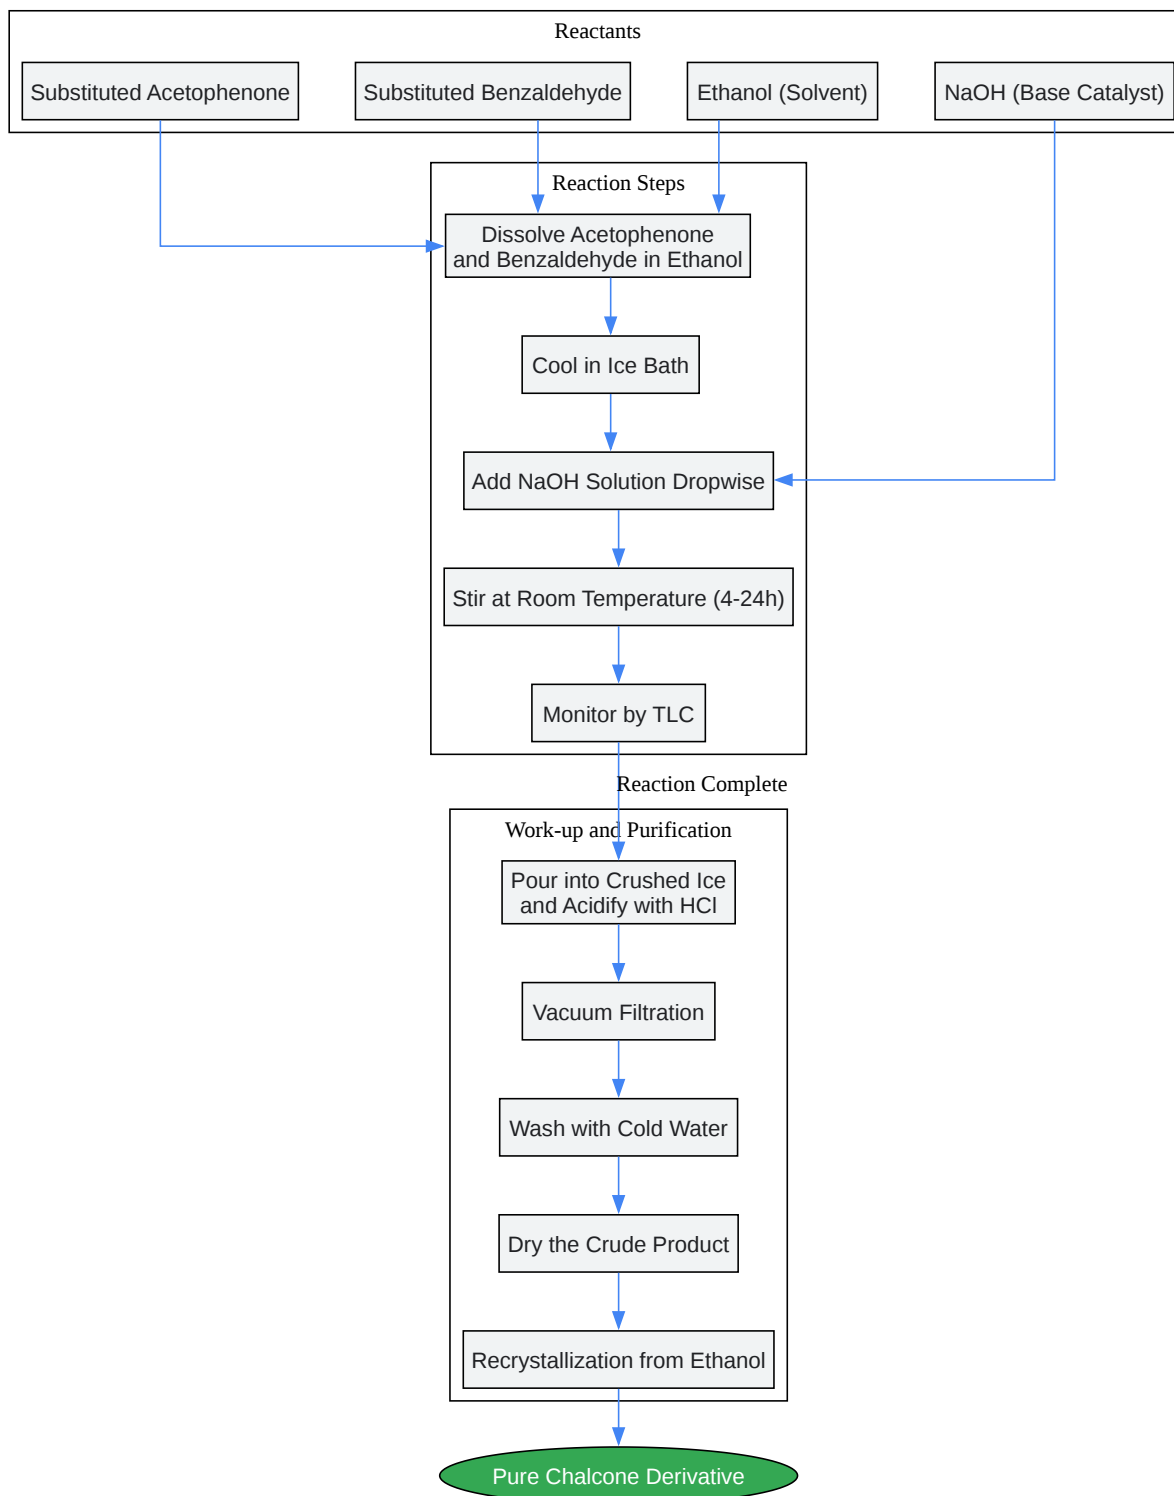 Reactants
Substituted Acetophenone
Substituted Benzaldehyde
Ethanol (Solvent)
NaOH (Base Catalyst)
Reaction Steps
Dissolve Acetophenone
and Benzaldehyde in Ethanol
Cool in Ice Bath
Add NaOH Solution Dropwise
Stir at Room Temperature (4-24h)
Monitor by TLC
Reaction Complete
Work-up and Purification
Pour into Crushed Ice
and Acidify with HCl
Vacuum Filtration
Wash with Cold Water
Dry the Crude Product
Recrystallization from Ethanol
Pure Chalcone Derivative